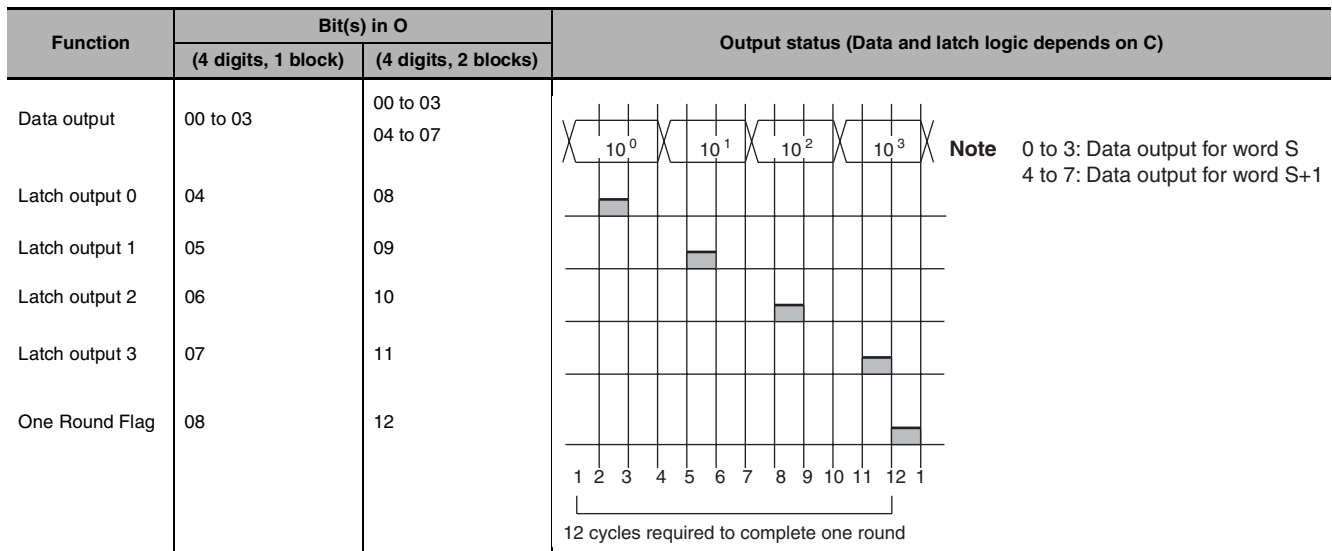 Function
Bit(s) in O
Output status (Data and latch logic depends on C)
(4 digits, 1 block)
(4 digits, 2 blocks)
Data output
00 to 03
00 to 03
04 to 07
10⁰ 10¹ 10² 10³
Note 0 to 3: Data output for word S
4 to 7: Data output for word S+1
Latch output 0 04 08
Latch output 1 05 09
Latch output 2 06 10
Latch output 3 07 11
One Round Flag 08 12
1 2 3 4 5 6 7 8 9 10 11 12 1
12 cycles required to complete one round